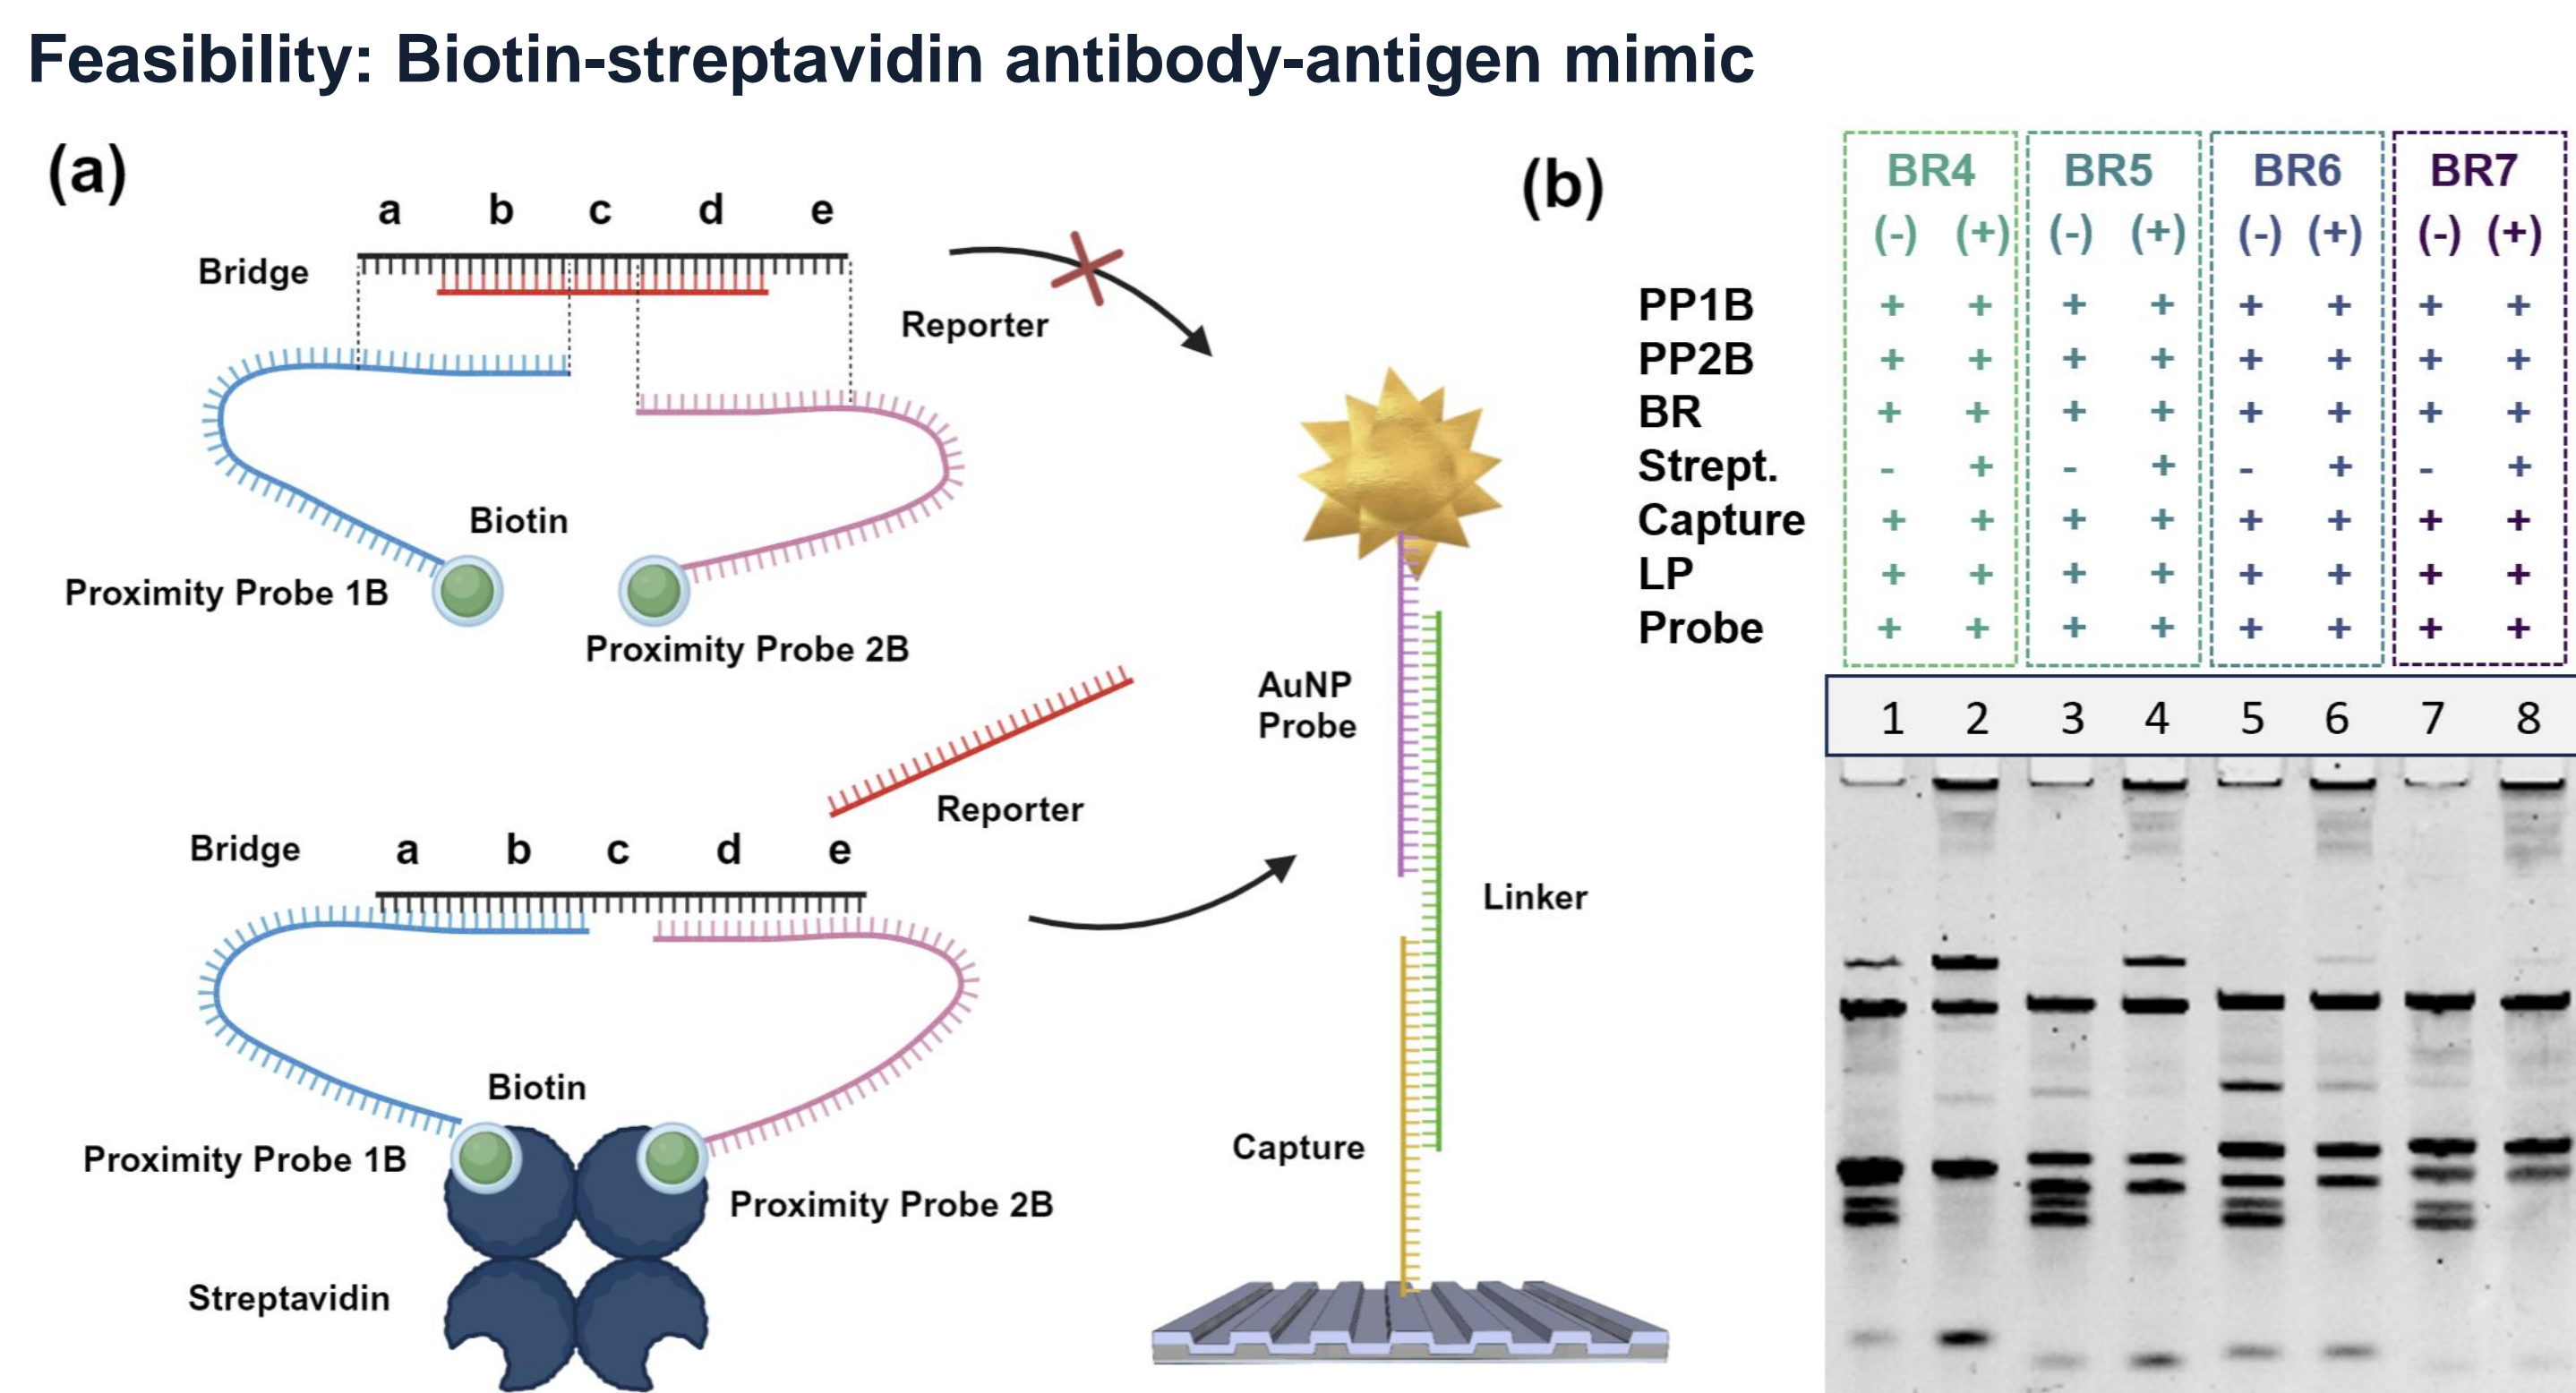 Feasibility: Biotin-streptavidin antibody-antigen mimic
(a)
a b c d e
Bridge
Reporter
Biotin
Proximity Probe 1B
Proximity Probe 2B
Reporter
Bridge
a b c d e
Biotin
Proximity Probe 1B
Proximity Probe 2B
Streptavidin
AuNP
Probe
Linker
Capture
(b)
BR4 BR5 BR6 BR7
(-) (+) (-) (+) (-) (+) (-) (+)
PP1B + + + + + + + +
PP2B + + + + + + + +
BR + + + + + + + +
Strept. - + - + - + - +
Capture + + + + + + + +
LP + + + + + + + +
Probe + + + + + + + +
1 2 3 4 5 6 7 8